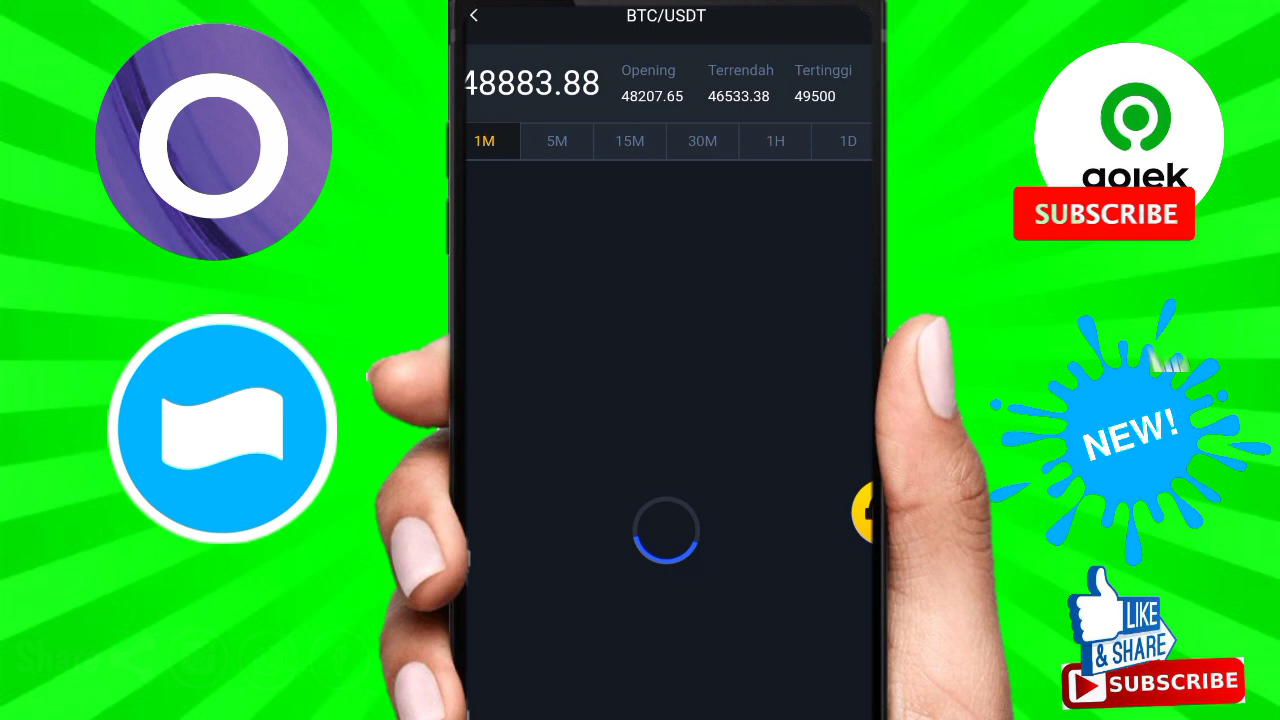 BTC/USDT
48883.88
Opening
Terrendah
Tertinggi
48207.65
46533.38
49500
1M
5M
15M
30M
1H
1D
gojek
SUBSCRIBE
NEW!
LIKE
& SHARE
SUBSCRIBE
Share